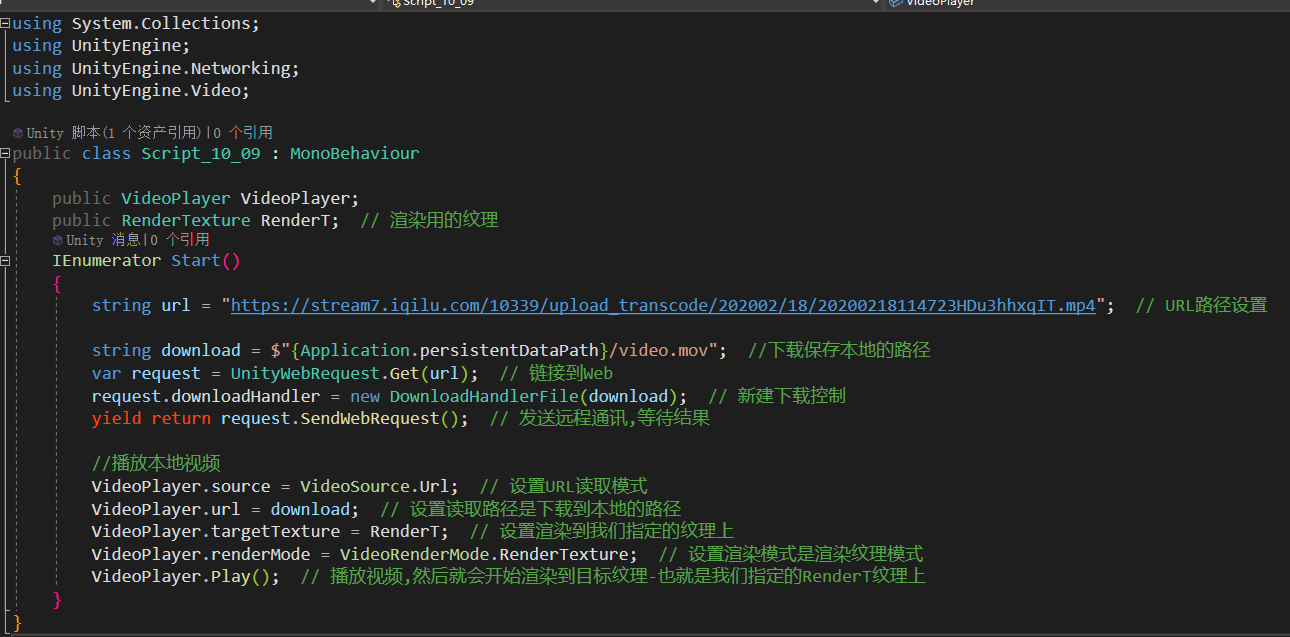 Script_10_09 VideoPlayer
using System.Collections;
using UnityEngine;
using UnityEngine.Networking;
using UnityEngine.Video;
Unity 脚本(1 个资产引用)|0 个引用
public class Script_10_09 : MonoBehaviour
{
public VideoPlayer VideoPlayer;
public RenderTexture RenderT; // 渲染用的纹理
Unity 消息|0 个引用
IEnumerator Start()
{
string url = "https://stream7.iqilu.com/10339/upload_transcode/202002/18/20200218114723HDu3hhxqIT.mp4"; // URL路径设置
string download = $"{Application.persistentDataPath}/video.mov"; //下载保存本地的路径
var request = UnityWebRequest.Get(url); // 链接到Web
request.downloadHandler = new DownloadHandlerFile(download); // 新建下载控制
yield return request.SendWebRequest(); // 发送远程通讯,等待结果
//播放本地视频
VideoPlayer.source = VideoSource.Url; // 设置URL读取模式
VideoPlayer.url = download; // 设置读取路径是下载到本地的路径
VideoPlayer.targetTexture = RenderT; // 设置渲染到我们指定的纹理上
VideoPlayer.renderMode = VideoRenderMode.RenderTexture; // 设置渲染模式是渲染纹理模式
VideoPlayer.Play(); // 播放视频,然后就会开始渲染到目标纹理-也就是我们指定的RenderT纹理上
}
}